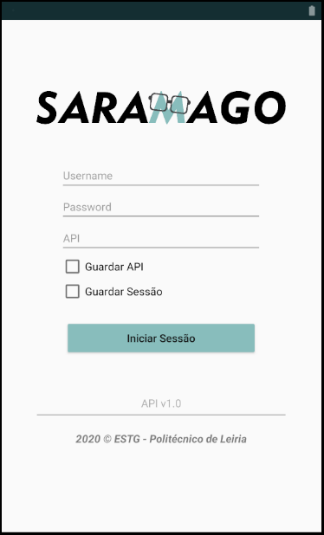 SARAMAGO
Username
Password
API
Guardar API
Guardar Sessão
Iniciar Sessão
API v1.0
2020 © ESTG - Politécnico de Leiria